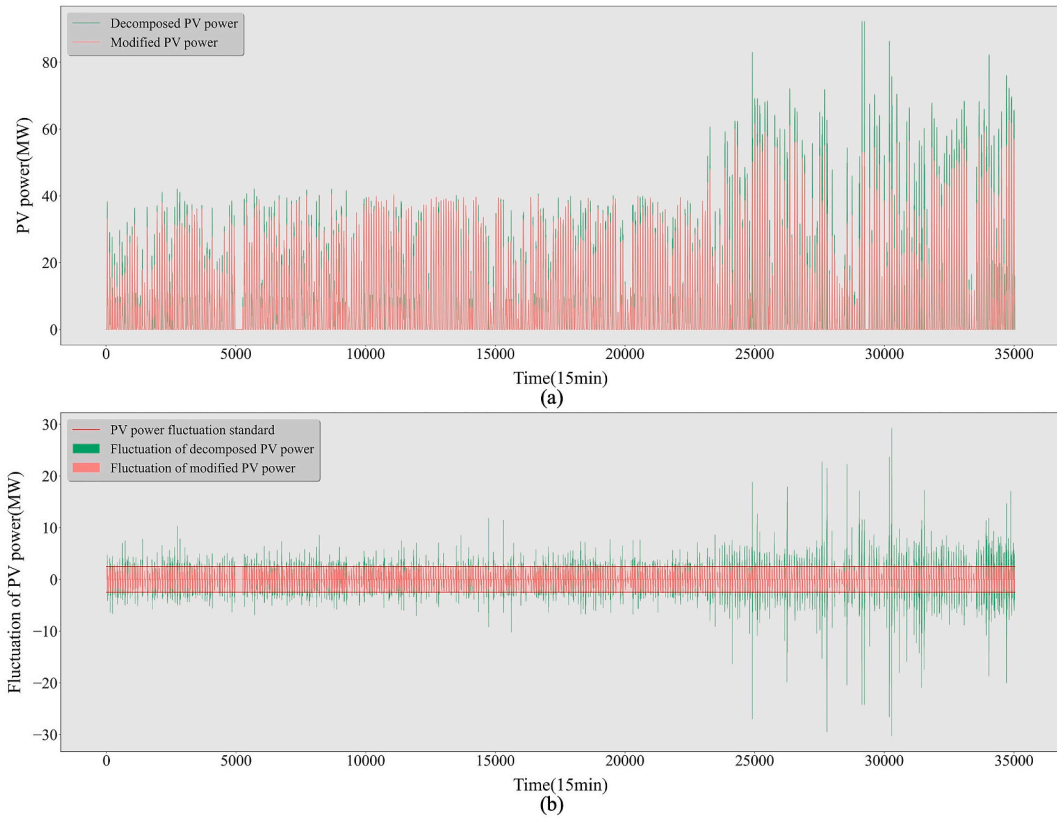 Decomposed PV power
Modified PV power
PV power(MW)
80
60
40
20
0
0 5000 10000 15000 20000 25000 30000 35000
Time(15min)
(a)
PV power fluctuation standard
Fluctuation of decomposed PV power
Fluctuation of modified PV power
Fluctuation of PV power(MW)
30
20
10
0
−10
−20
−30
0 5000 10000 15000 20000 25000 30000 35000
Time(15min)
(b)